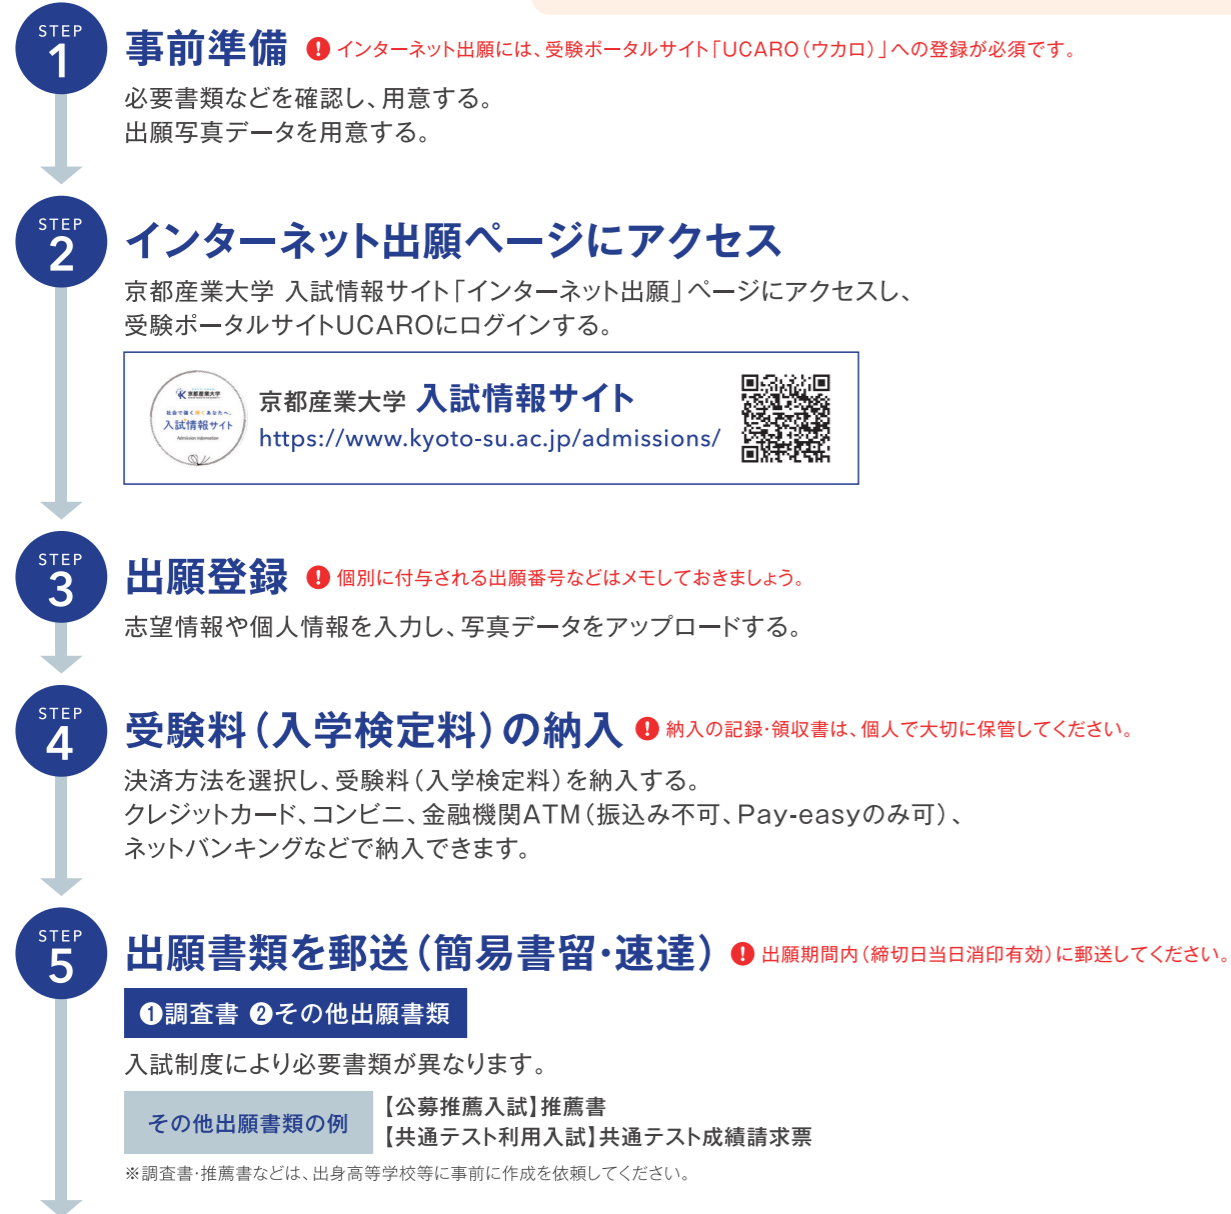 STEP
1
事前準備 ! インターネット出願には、受験ポータルサイト「UCARO(ウカロ)」への登録が必須です。
必要書類などを確認し、用意する。
出願写真データを用意する。
STEP
2
インターネット出願ページにアクセス
京都産業大学 入試情報サイト「インターネット出願」ページにアクセスし、
受験ポータルサイトUCAROにログインする。
京都産業大学
社会で強く輝くあなたへ。
入試情報サイト
Admission Information
京都産業大学 入試情報サイト
https://www.kyoto-su.ac.jp/admissions/
STEP
3
出願登録 ! 個別に付与される出願番号などはメモしておきましょう。
志望情報や個人情報を入力し、写真データをアップロードする。
STEP
4
受験料(入学検定料)の納入 ! 納入の記録・領収書は、個人で大切に保管してください。
決済方法を選択し、受験料(入学検定料)を納入する。
クレジットカード、コンビニ、金融機関ATM(振込み不可、Pay-easyのみ可)、
ネットバンキングなどで納入できます。
STEP
5
出願書類を郵送(簡易書留・速達) ! 出願期間内(締切日当日消印有効)に郵送してください。
❶調査書 ❷その他出願書類
入試制度により必要書類が異なります。
その他出願書類の例
【公募推薦入試】推薦書
【共通テスト利用入試】共通テスト成績請求票
※調査書・推薦書などは、出身高等学校等に事前に作成を依頼してください。